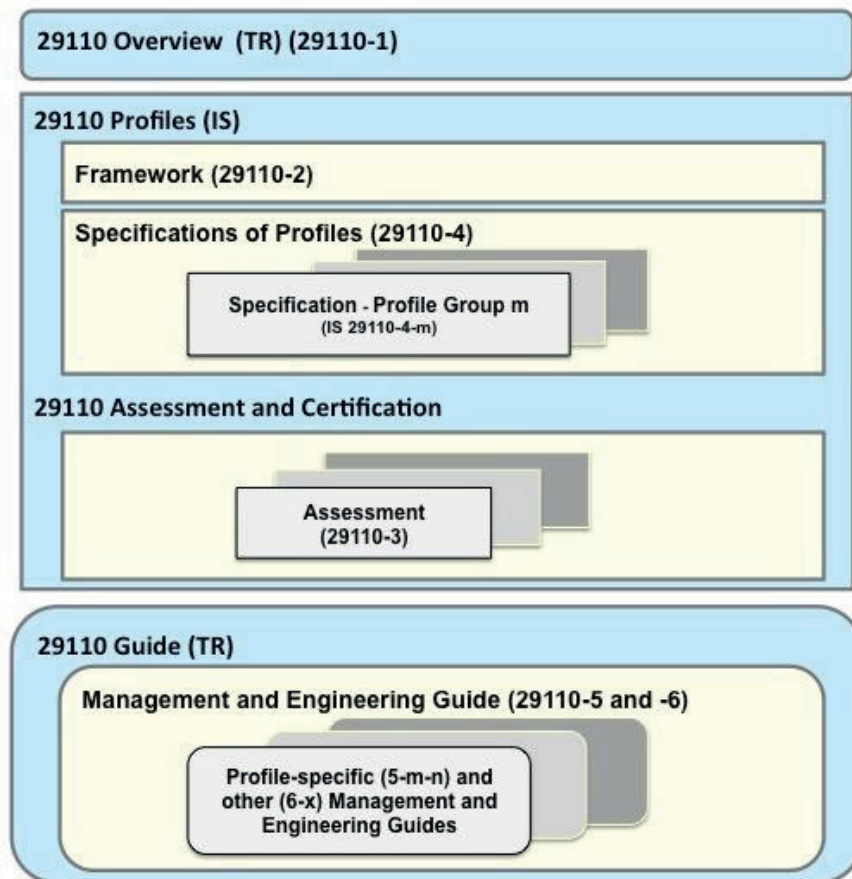 29110 Overview (TR) (29110-1)
29110 Profiles (IS)
Framework (29110-2)
Specifications of Profiles (29110-4)
Specification - Profile Group m
(IS 29110-4-m)
29110 Assessment and Certification
Assessment
(29110-3)
29110 Guide (TR)
Management and Engineering Guide (29110-5 and -6)
Profile-specific (5-m-n) and
other (6-x) Management and
Engineering Guides